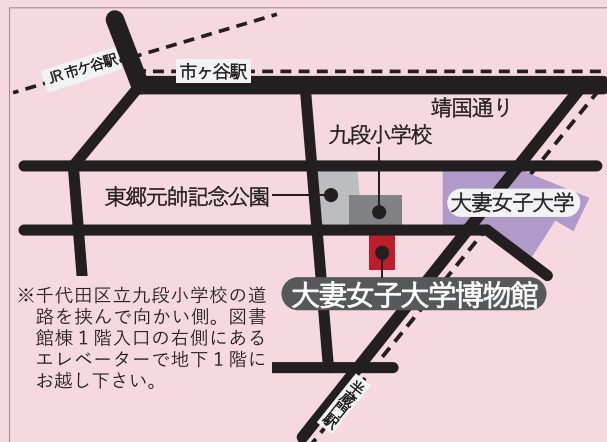 JR市ケ谷駅
市ヶ谷駅
靖国通り
九段小学校
東郷元帥記念公園
大妻女子大学
大妻女子大学博物館
※千代田区立九段小学校の道
路を挟んで向かい側。図書
館棟1階入口の右側にある
エレベーターで地下1階に
お越し下さい。
半蔵門駅